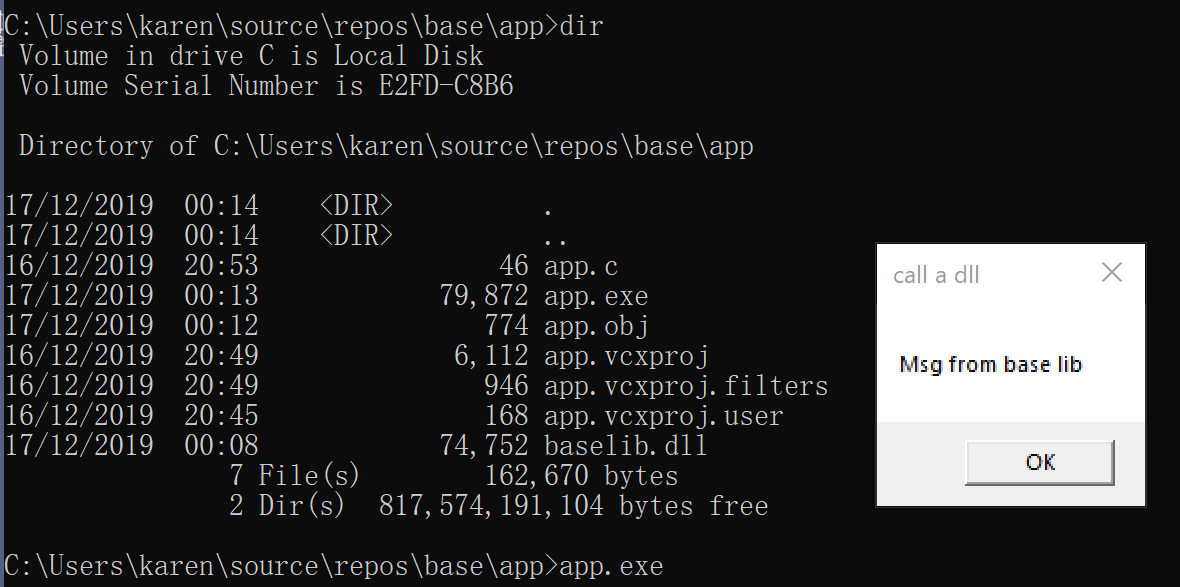 C:\Users\karen\source\repos\base\app>dir
Volume in drive C is Local Disk
Volume Serial Number is E2FD-C8B6
Directory of C:\Users\karen\source\repos\base\app
17/12/2019 00:14 <DIR> .
17/12/2019 00:14 <DIR> ..
16/12/2019 20:53 46 app.c
17/12/2019 00:13 79,872 app.exe
17/12/2019 00:12 774 app.obj
16/12/2019 20:49 6,112 app.vcxproj
16/12/2019 20:49 946 app.vcxproj.filters
16/12/2019 20:45 168 app.vcxproj.user
17/12/2019 00:08 74,752 baselib.dll
7 File(s) 162,670 bytes
2 Dir(s) 817,574,191,104 bytes free
C:\Users\karen\source\repos\base\app>app.exe
call a dll
Msg from base lib
OK